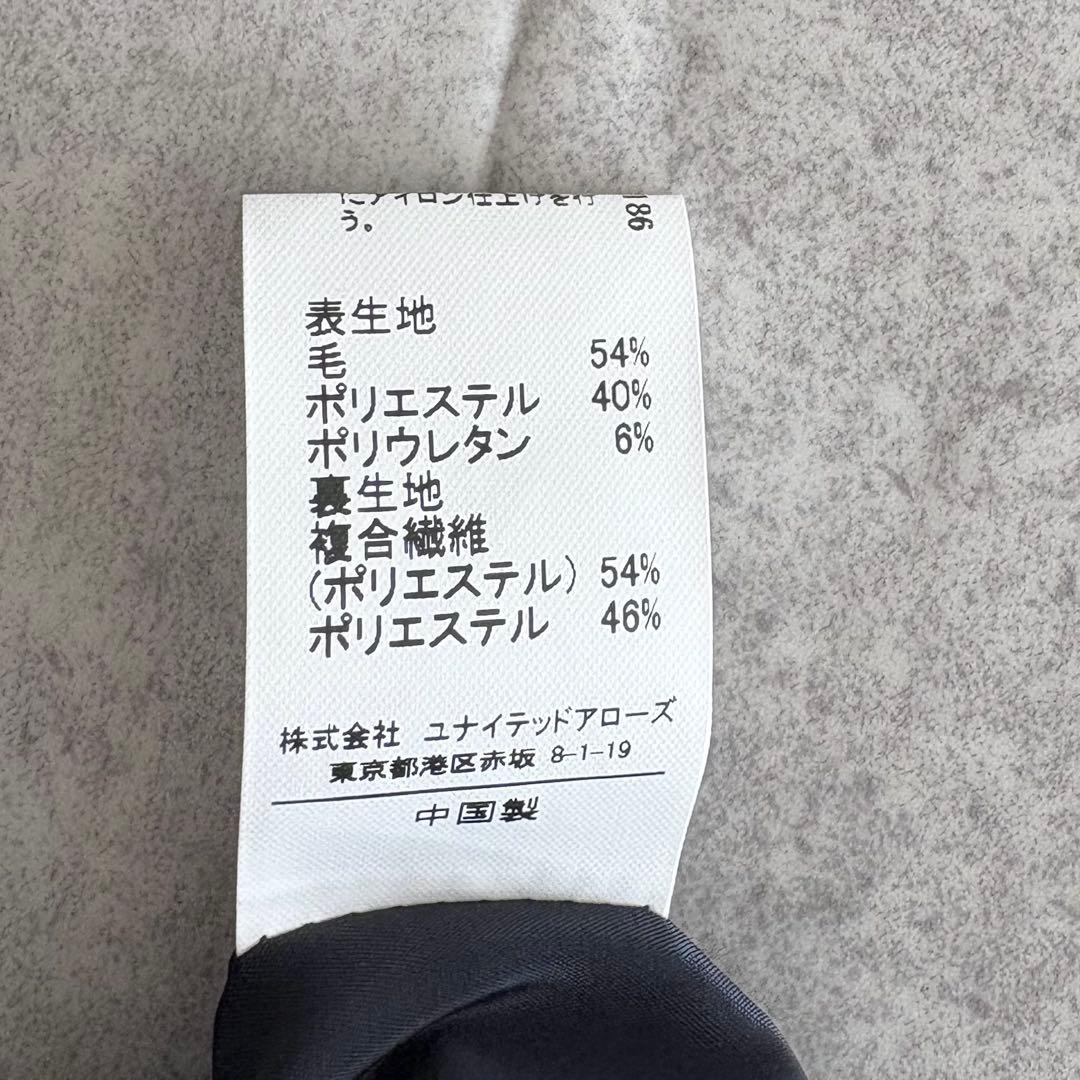 にアイロン仕上げを行
う。
86
表生地
毛 54%
ポリエステル 40%
ポリウレタン 6%
裏生地
複合繊維
(ポリエステル) 54%
ポリエステル 46%
株式会社 ユナイテッドアローズ
東京都港区赤坂 8-1-19
中国製